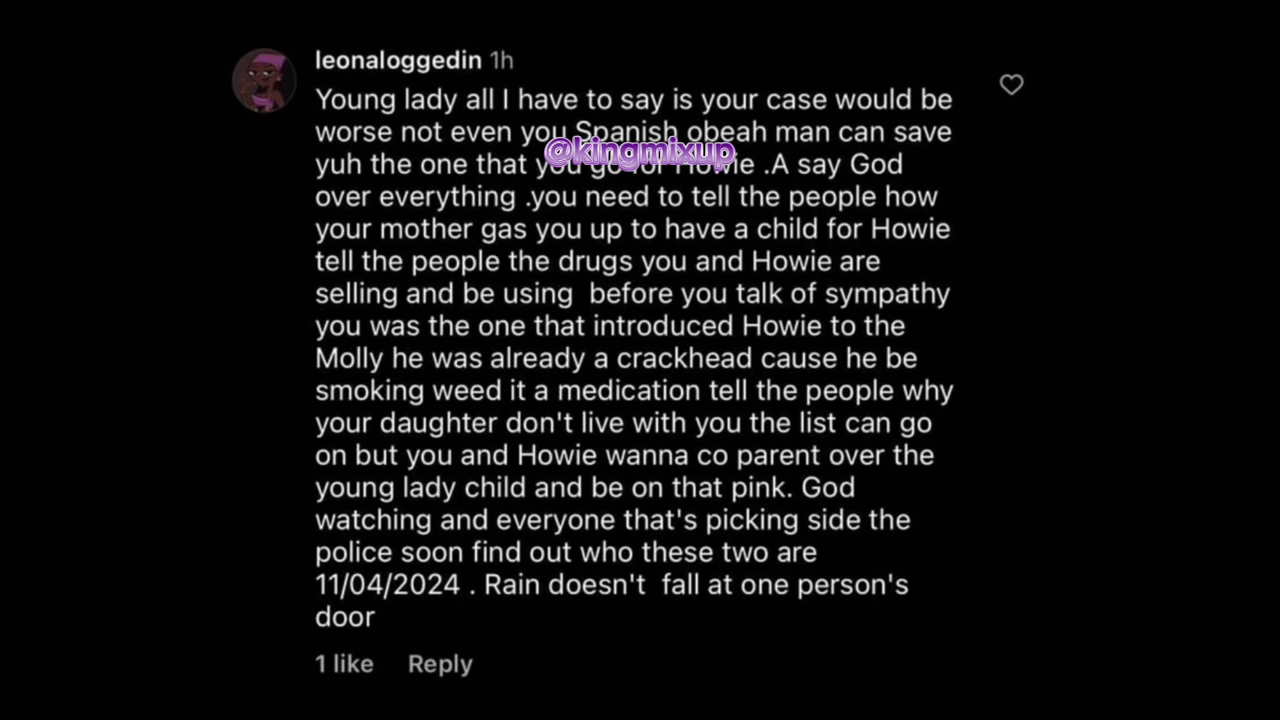 leonaloggedin 1h
Young lady all I have to say is your case would be
worse not even you Spanish obeah man can save
yuh the one that you go for Howie .A say God
@kingmixup
over everything .you need to tell the people how
your mother gas you up to have a child for Howie
tell the people the drugs you and Howie are
selling and be using  before you talk of sympathy
you was the one that introduced Howie to the
Molly he was already a crackhead cause he be
smoking weed it a medication tell the people why
your daughter don't live with you the list can go
on but you and Howie wanna co parent over the
young lady child and be on that pink. God
watching and everyone that's picking side the
police soon find out who these two are
11/04/2024 . Rain doesn't  fall at one person's
door
1 like Reply